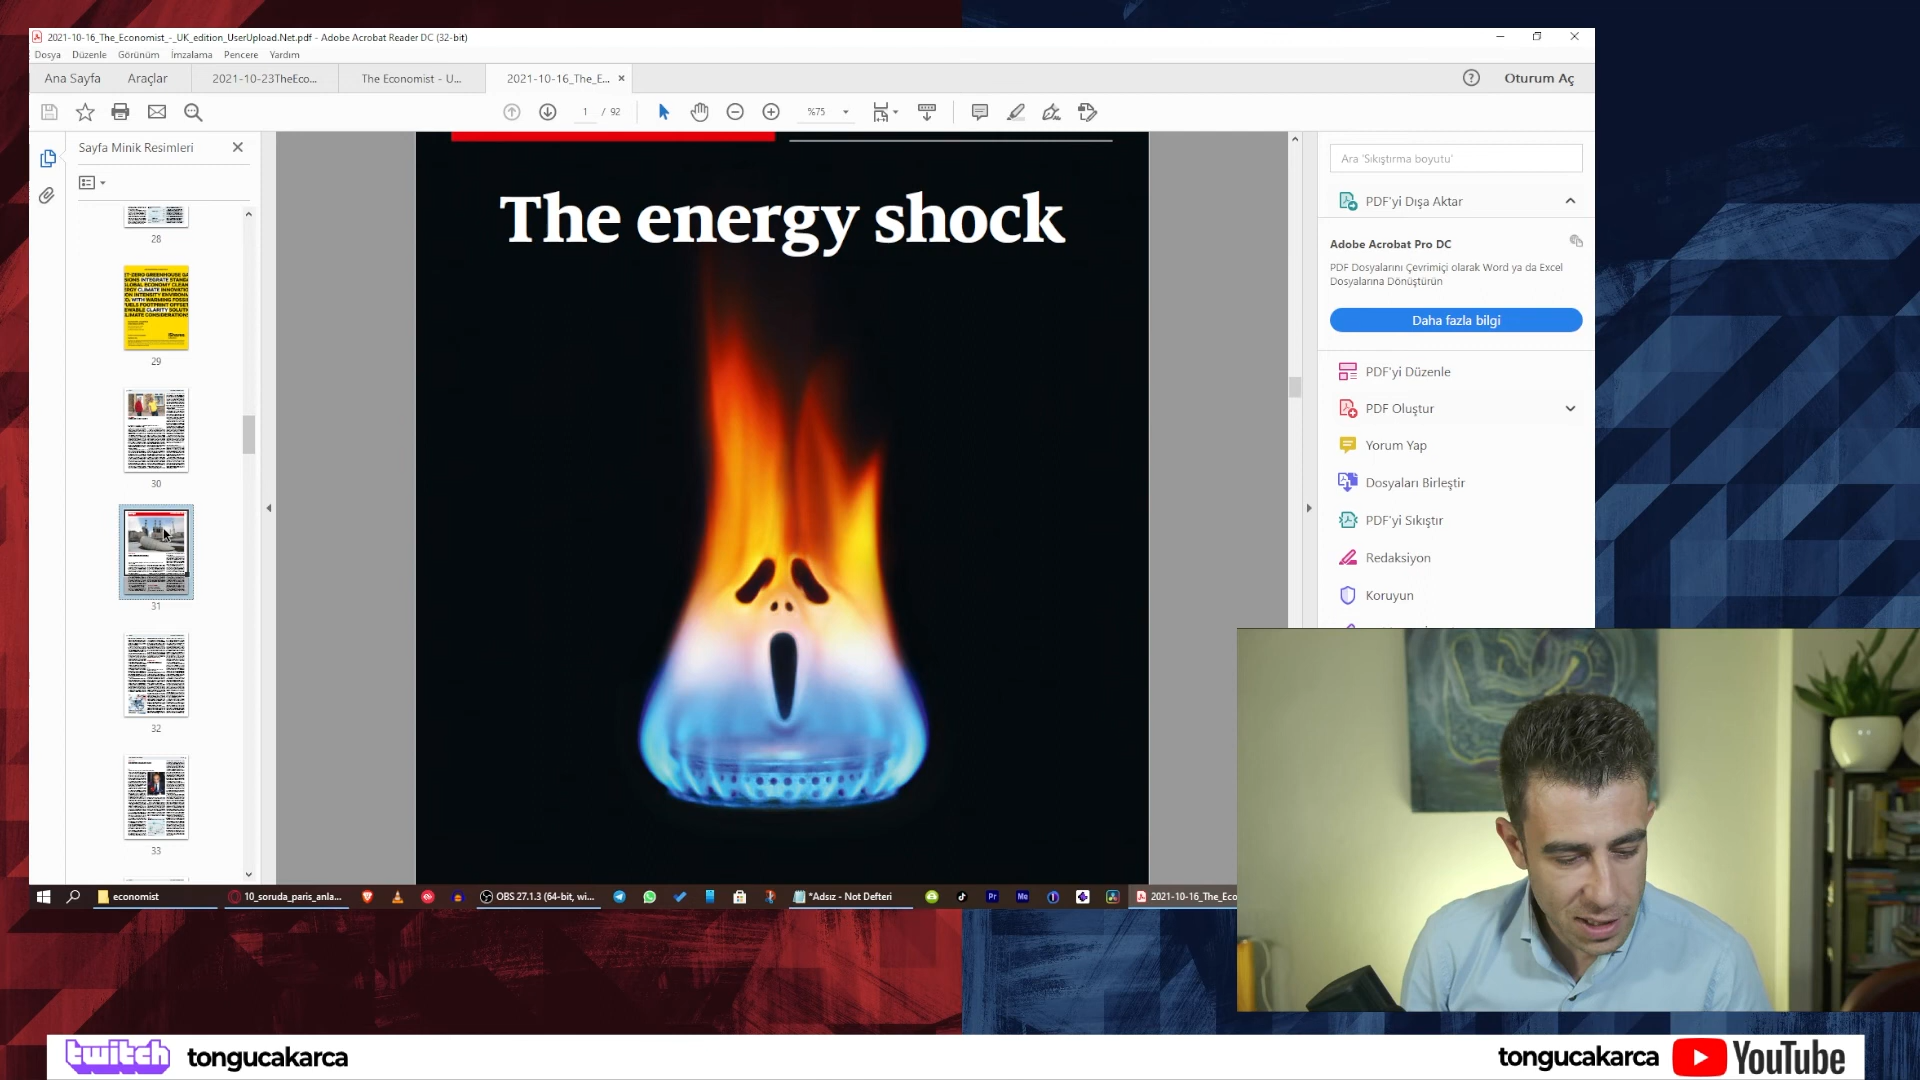 2021-10-16_The_Economist_-_UK_edition_UserUpload.Net.pdf - Adobe Acrobat Reader DC (32-bit)
Dosya Düzenle Görünüm İmzalama Pencere Yardım
Ana Sayfa Araçlar 2021-10-23TheEco... The Economist - U... 2021-10-16_The_E... Oturum Aç
1 / 92 %75
Sayfa Minik Resimleri
28
29
30
31
32
33
The energy shock
Ara 'Sıkıştırma boyutu'
PDF'yi Dışa Aktar
Adobe Acrobat Pro DC
PDF Dosyalarını Çevrimiçi olarak Word ya da Excel
Dosyalarına Dönüştürün
Daha fazla bilgi
PDF'yi Düzenle
PDF Oluştur
Yorum Yap
Dosyaları Birleştir
PDF'yi Sıkıştır
Redaksiyon
Koruyun
economist 10_soruda_paris_anla... OBS 27.1.3 (64-bit, wi... *Adsız - Not Defteri Pr Me 2021-10-16_The_Eco
twitch tongucakarca
tongucakarca YouTube